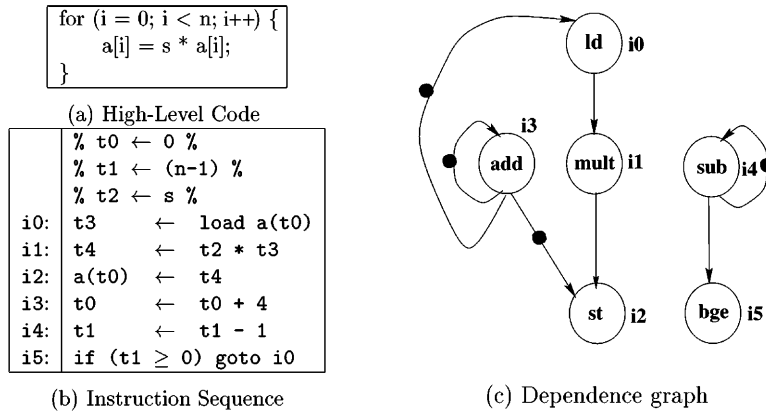 for (i = 0; i < n; i++) {
a[i] = s * a[i];
}
(a) High-Level Code
% t0 ← 0 %
% t1 ← (n-1) %
% t2 ← s %
i0: t3 ← load a(t0)
i1: t4 ← t2 * t3
i2: a(t0) ← t4
i3: t0 ← t0 + 4
i4: t1 ← t1 - 1
i5: if (t1 ≥ 0) goto i0
(b) Instruction Sequence
ld i0
i3
add
mult i1
sub i4
st i2
bge i5
(c) Dependence graph